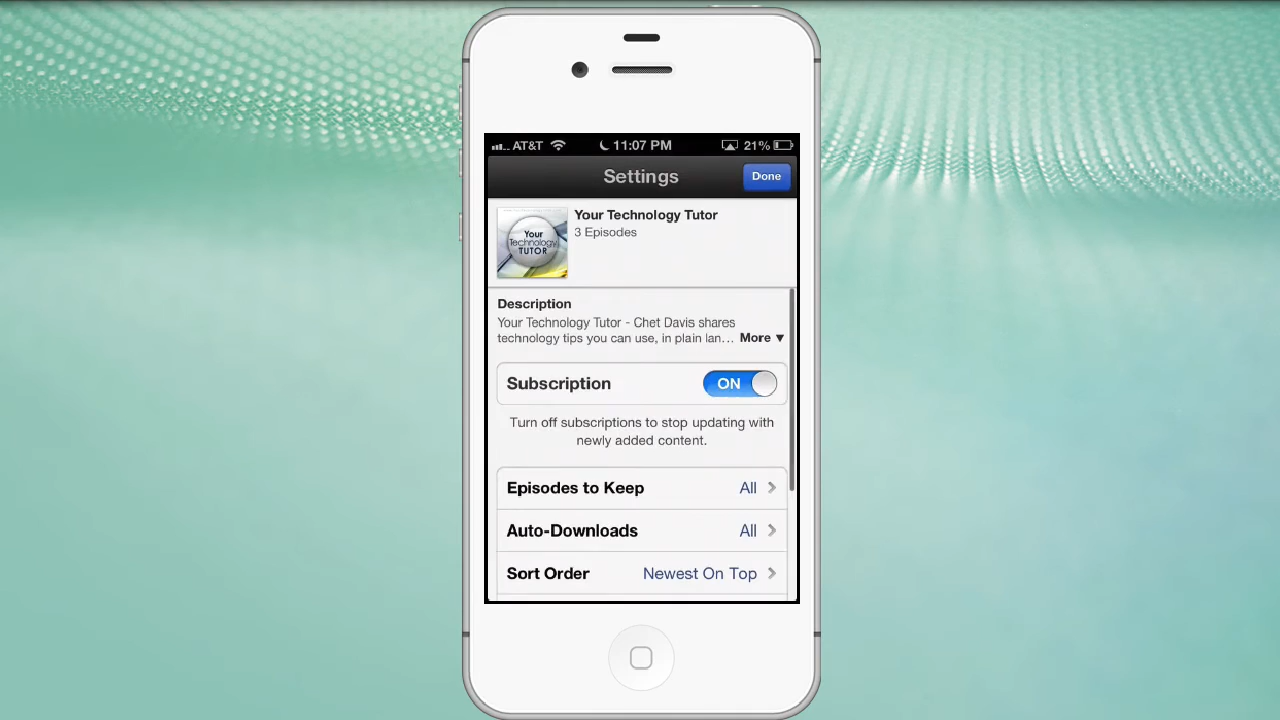 AT&T 11:07 PM 21%
Settings
Done
Your Technology Tutor
3 Episodes
Your
Technology
TUTOR
Description
Your Technology Tutor - Chet Davis shares
technology tips you can use, in plain lan... More ▼
Subscription ON
Turn off subscriptions to stop updating with
newly added content.
Episodes to Keep All
Auto-Downloads All
Sort Order Newest On Top